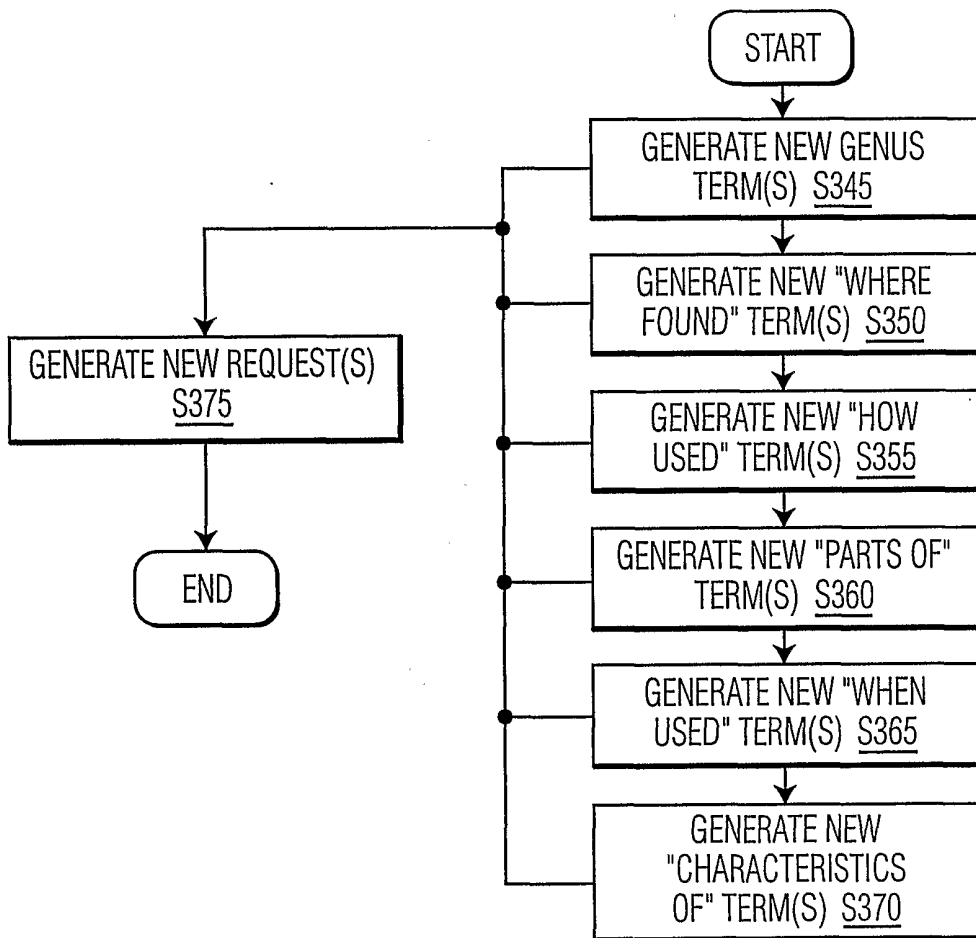 START
GENERATE NEW GENUS
TERM(S) S345
GENERATE NEW "WHERE
FOUND" TERM(S) S350
GENERATE NEW "HOW
USED" TERM(S) S355
GENERATE NEW "PARTS OF"
TERM(S) S360
GENERATE NEW "WHEN
USED" TERM(S) S365
GENERATE NEW
"CHARACTERISTICS
OF" TERM(S) S370
GENERATE NEW REQUEST(S)
S375
END